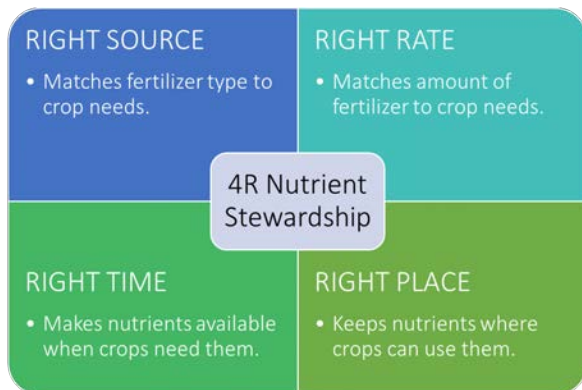 RIGHT SOURCE
• Matches fertilizer type to
crop needs.
RIGHT RATE
• Matches amount of
fertilizer to crop needs.
4R Nutrient
Stewardship
RIGHT TIME
• Makes nutrients available
when crops need them.
RIGHT PLACE
• Keeps nutrients where
crops can use them.